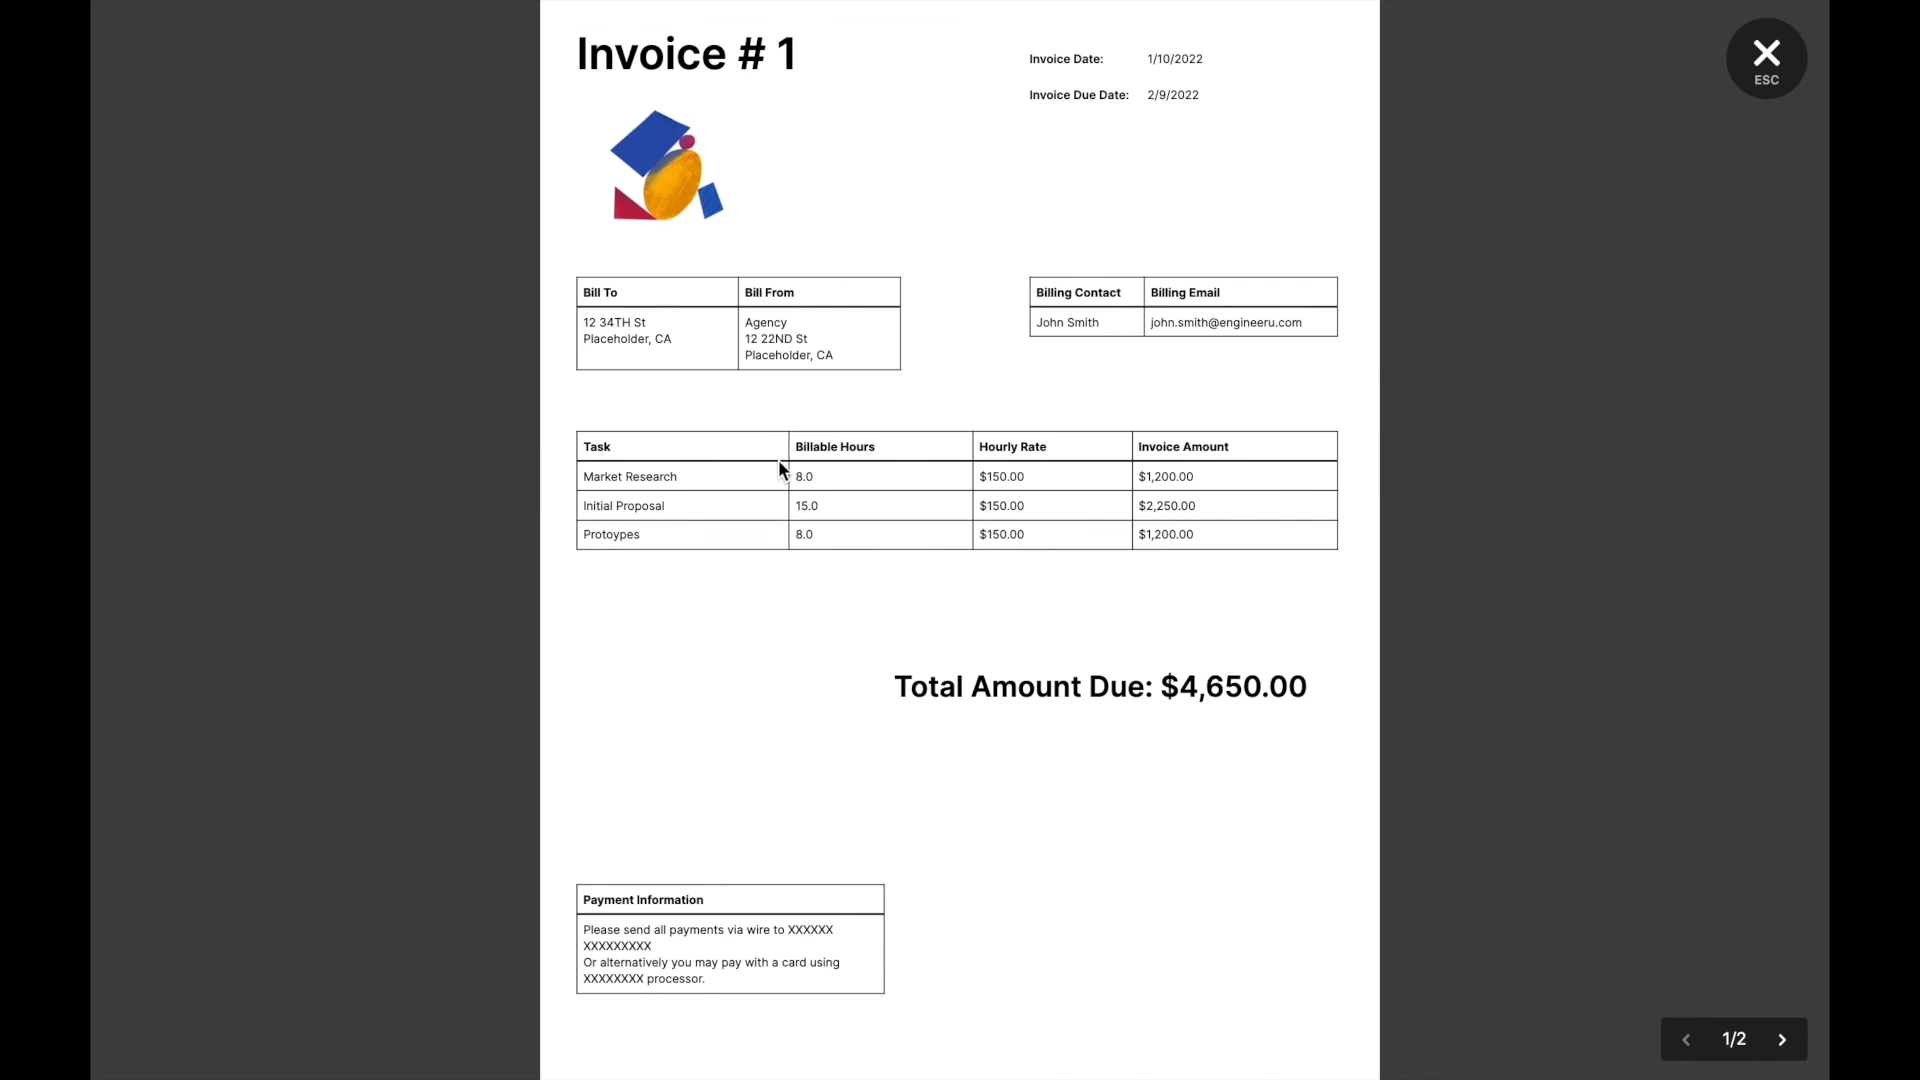 Invoice # 1
Invoice Date: 1/10/2022
Invoice Due Date: 2/9/2022
ESC
Bill To Bill From
12 34TH St Agency
Placeholder, CA 12 22ND St
Placeholder, CA
Billing Contact Billing Email
John Smith john.smith@engineeru.com
Task Billable Hours Hourly Rate Invoice Amount
Market Research 8.0 $150.00 $1,200.00
Initial Proposal 15.0 $150.00 $2,250.00
Protoypes 8.0 $150.00 $1,200.00
Total Amount Due: $4,650.00
Payment Information
Please send all payments via wire to XXXXXX
XXXXXXXXX
Or alternatively you may pay with a card using
XXXXXXXX processor.
1/2